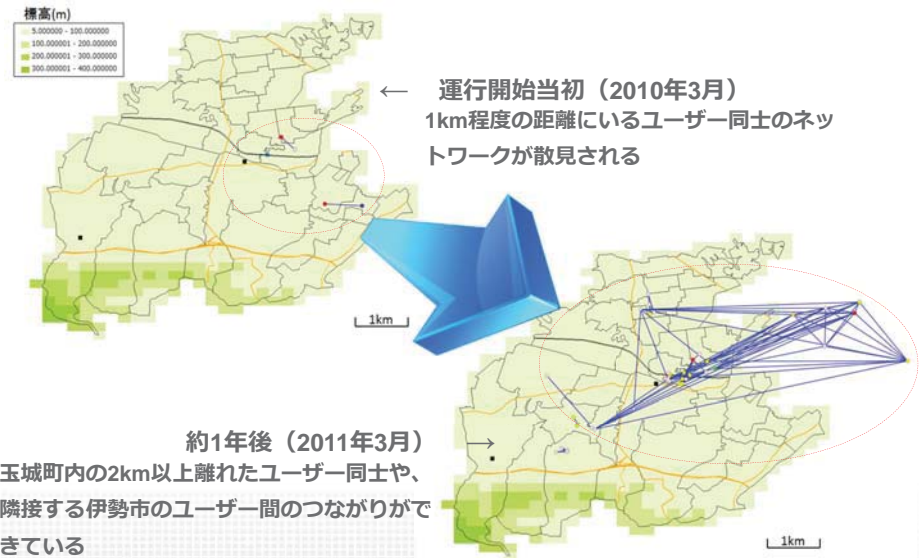 標高(m)
5.000000 - 100.000000
100.000001 - 200.000000
200.000001 - 300.000000
300.000001 - 400.000000
← 運行開始当初（2010年3月）
1km程度の距離にいるユーザー同士のネッ
トワークが散見される
1km
約1年後（2011年3月） →
玉城町内の2km以上離れたユーザー同士や、
隣接する伊勢市のユーザー間のつながりがで
きている
1km